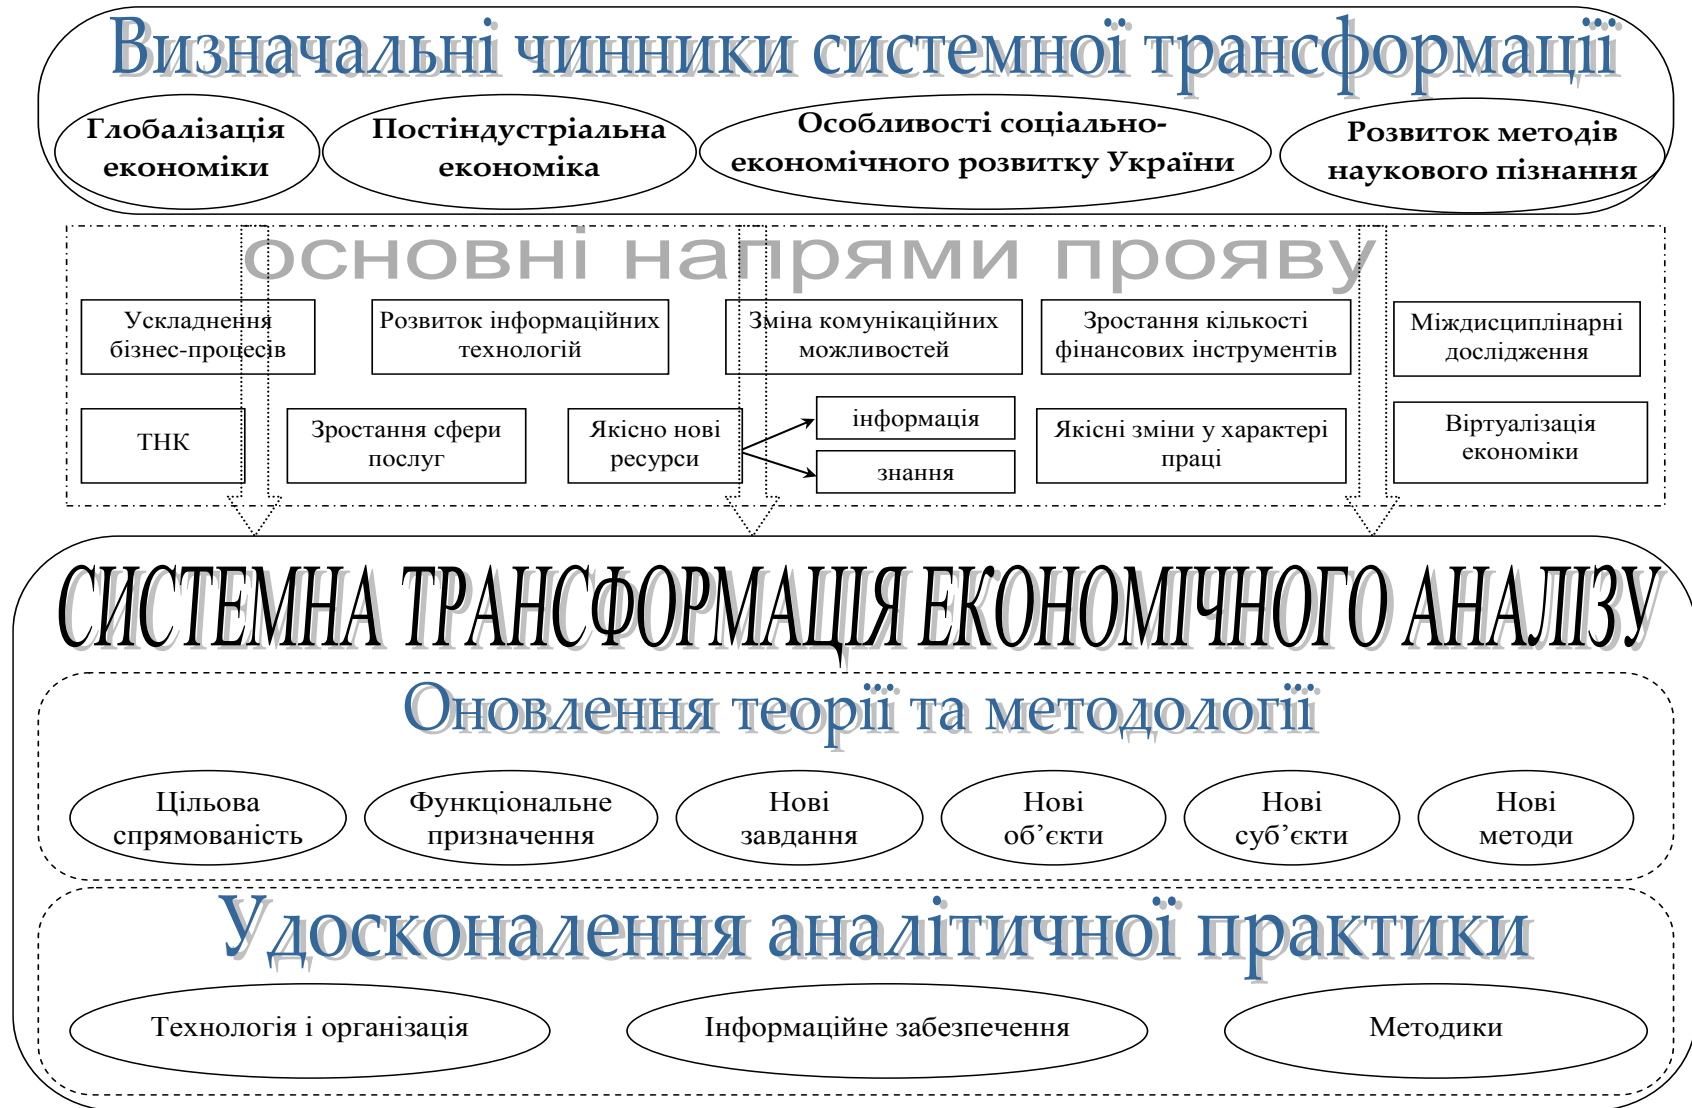 Визначальні чинники системної трансформації
Глобалізація
економіки
Постіндустріальна
економіка
Особливості соціально-
економічного розвитку України
Розвиток методів
наукового пізнання
основні напрями прояву
Ускладнення
бізнес-процесів
Розвиток інформаційних
технологій
Зміна комунікаційних
можливостей
Зростання кількості
фінансових інструментів
Міждисциплінарні
дослідження
ТНК
Зростання сфери
послуг
Якісно нові
ресурси
інформація
знання
Якісні зміни у характері
праці
Віртуалізація
економіки
СИСТЕМНА ТРАНСФОРМАЦІЯ ЕКОНОМІЧНОГО АНАЛІЗУ
Оновлення теорії та методології
Цільова
спрямованість
Функціональне
призначення
Нові
завдання
Нові
об’єкти
Нові
суб’єкти
Нові
методи
Удосконалення аналітичної практики
Технологія і організація
Інформаційне забезпечення
Методики